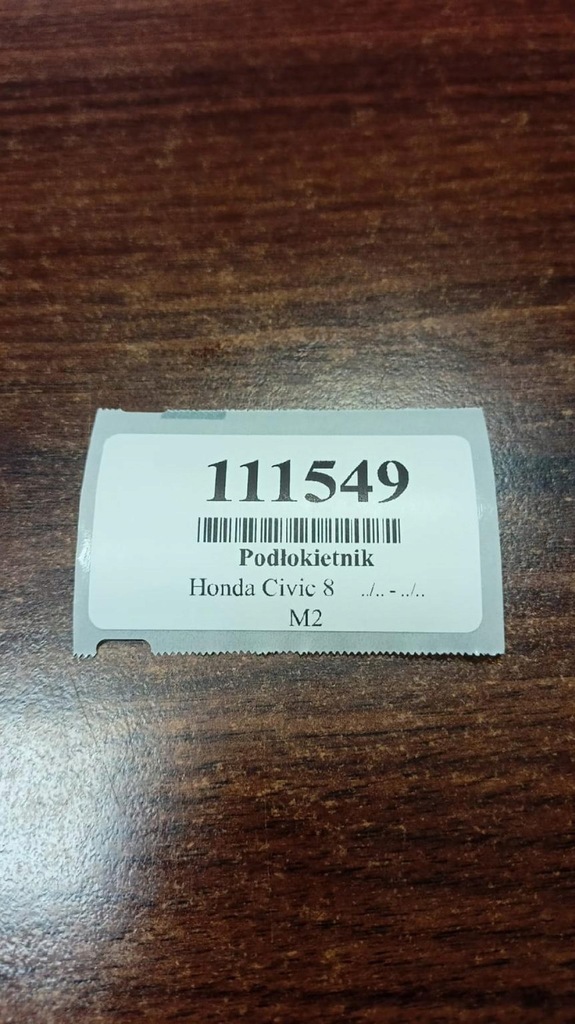 111549
Podłokietnik
Honda Civic 8 ../.. - ../..
M2